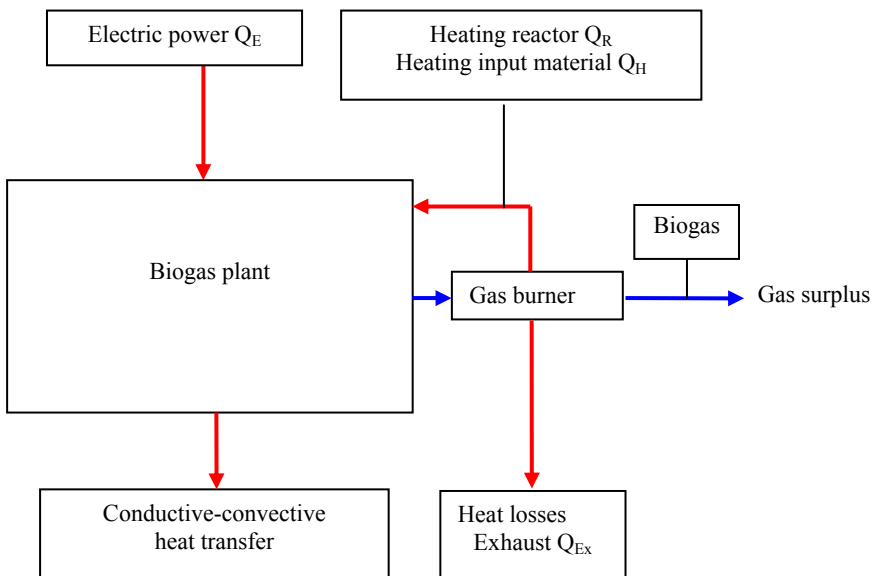 Electric power QE
Heating reactor QR
Heating input material QH
Biogas
Biogas plant
Gas burner
Gas surplus
Conductive-convective
heat transfer
Heat losses
Exhaust QEx